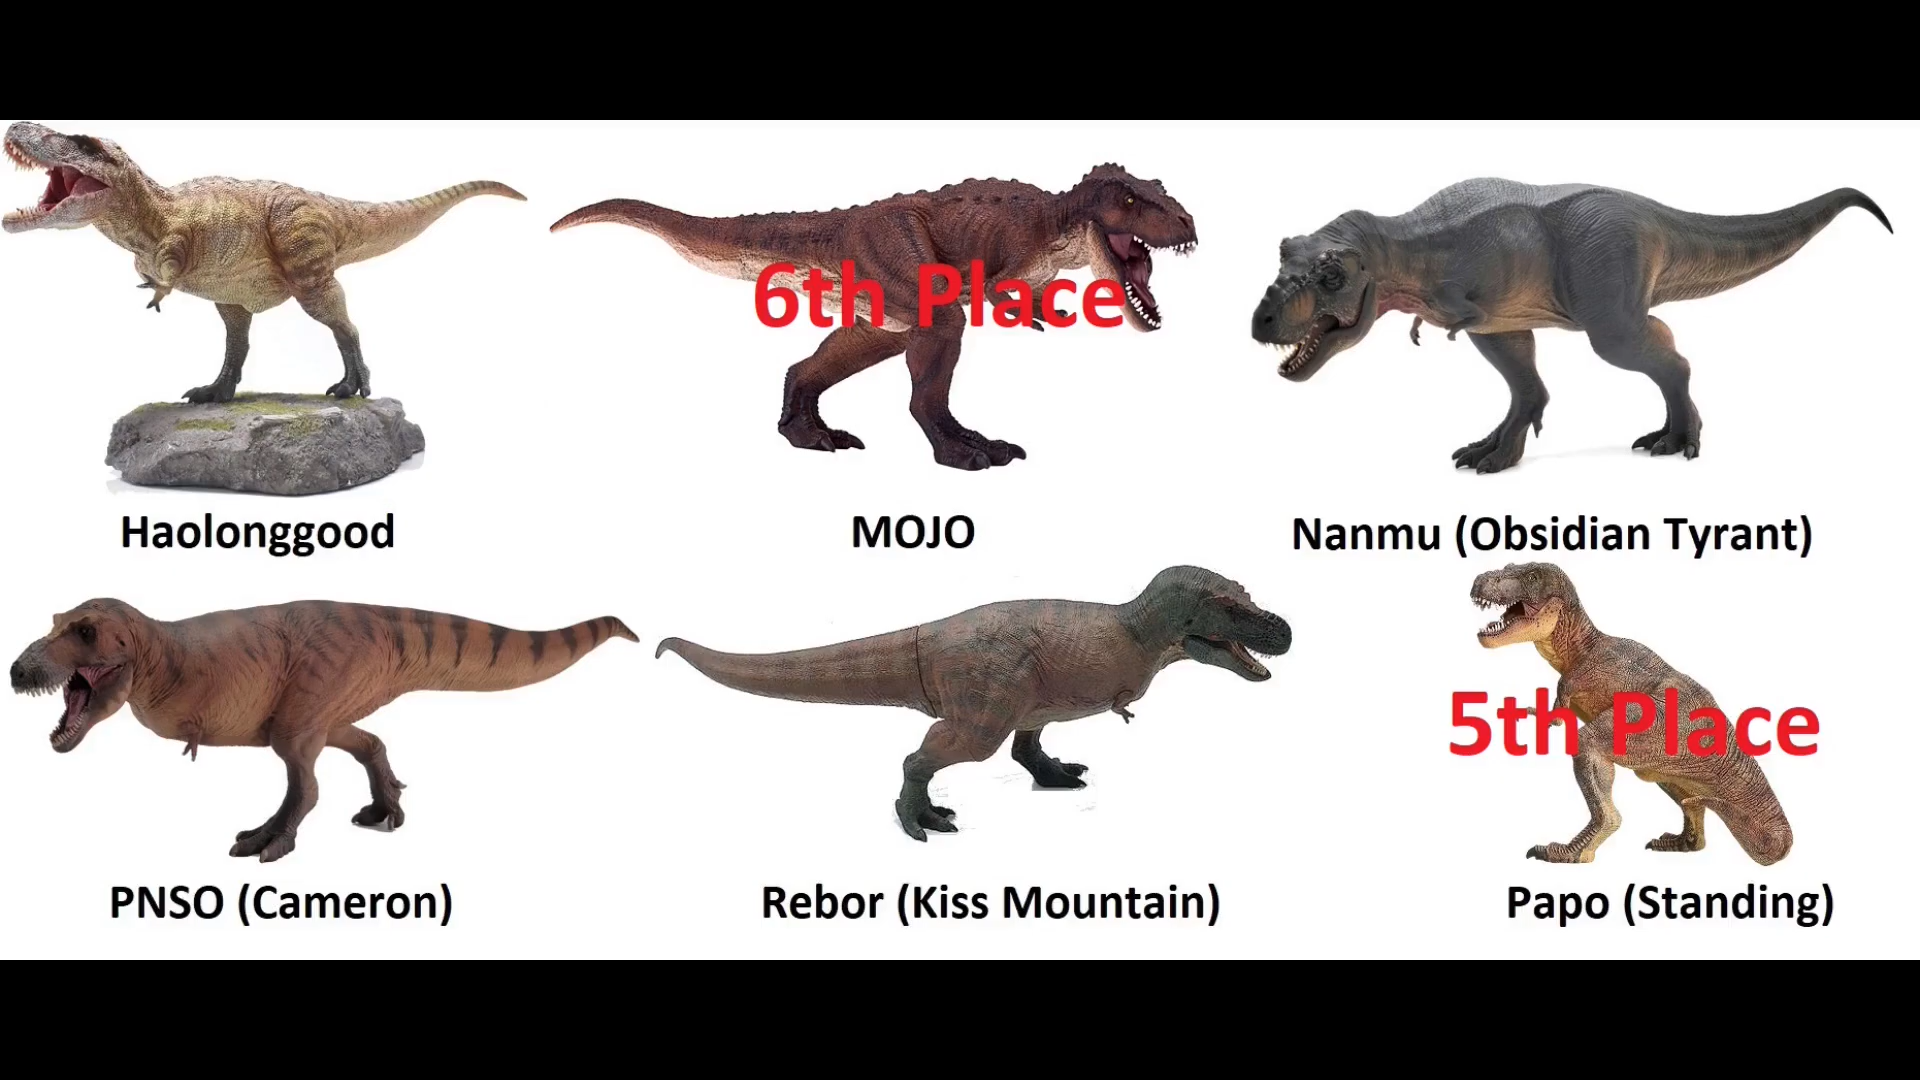 6th Place
Haolonggood
MOJO
Nanmu (Obsidian Tyrant)
5th Place
PNSO (Cameron)
Rebor (Kiss Mountain)
Papo (Standing)